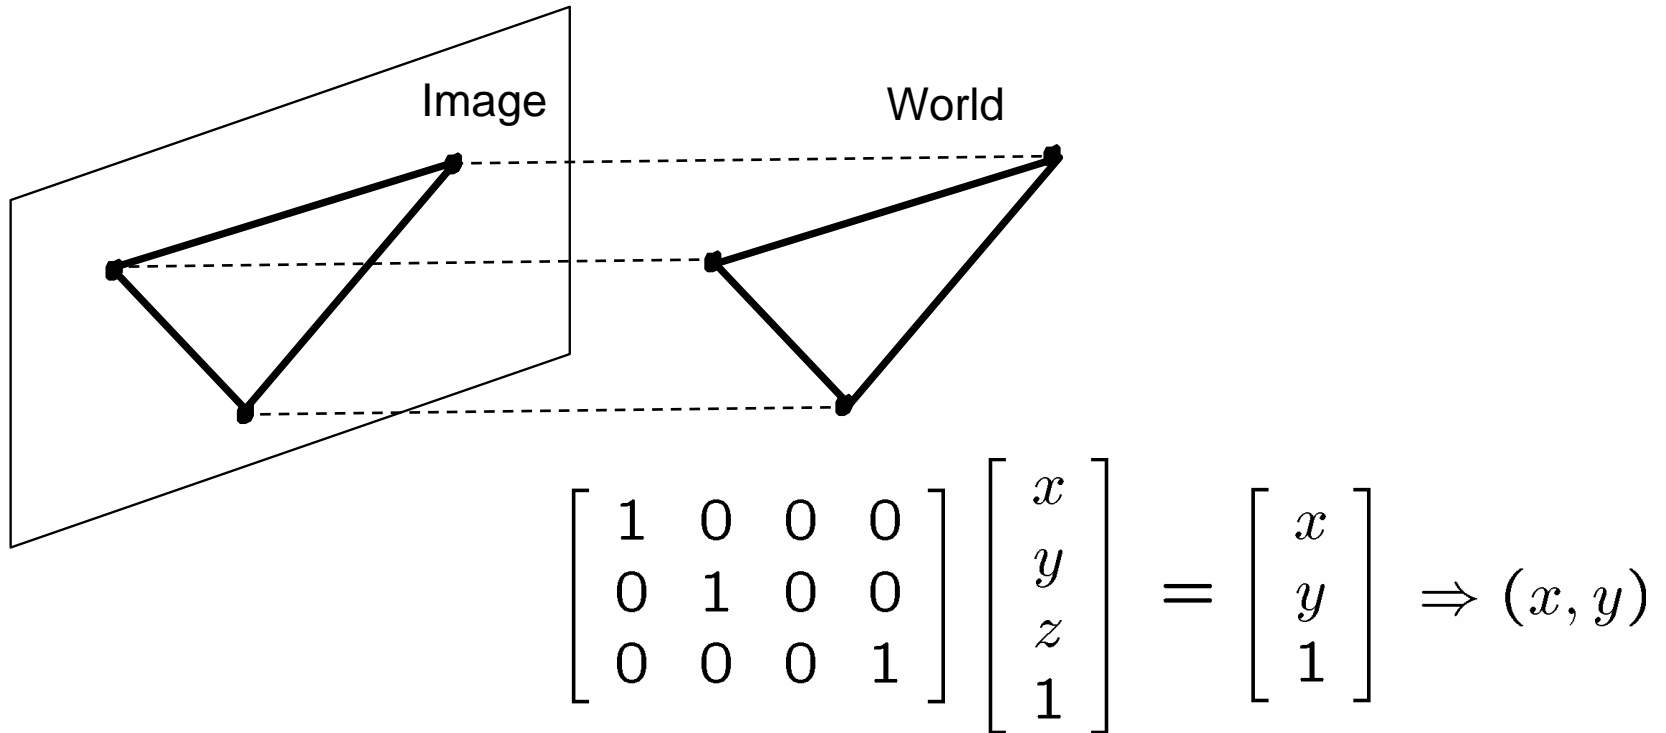 Image
World
[ 1 0 0 0 ] [ x ] = [ x ] ⇒ (x, y)
[ 0 1 0 0 ] [ y ] [ y ]
[ 0 0 0 1 ] [ z ] [ 1 ]
[ 1 ]